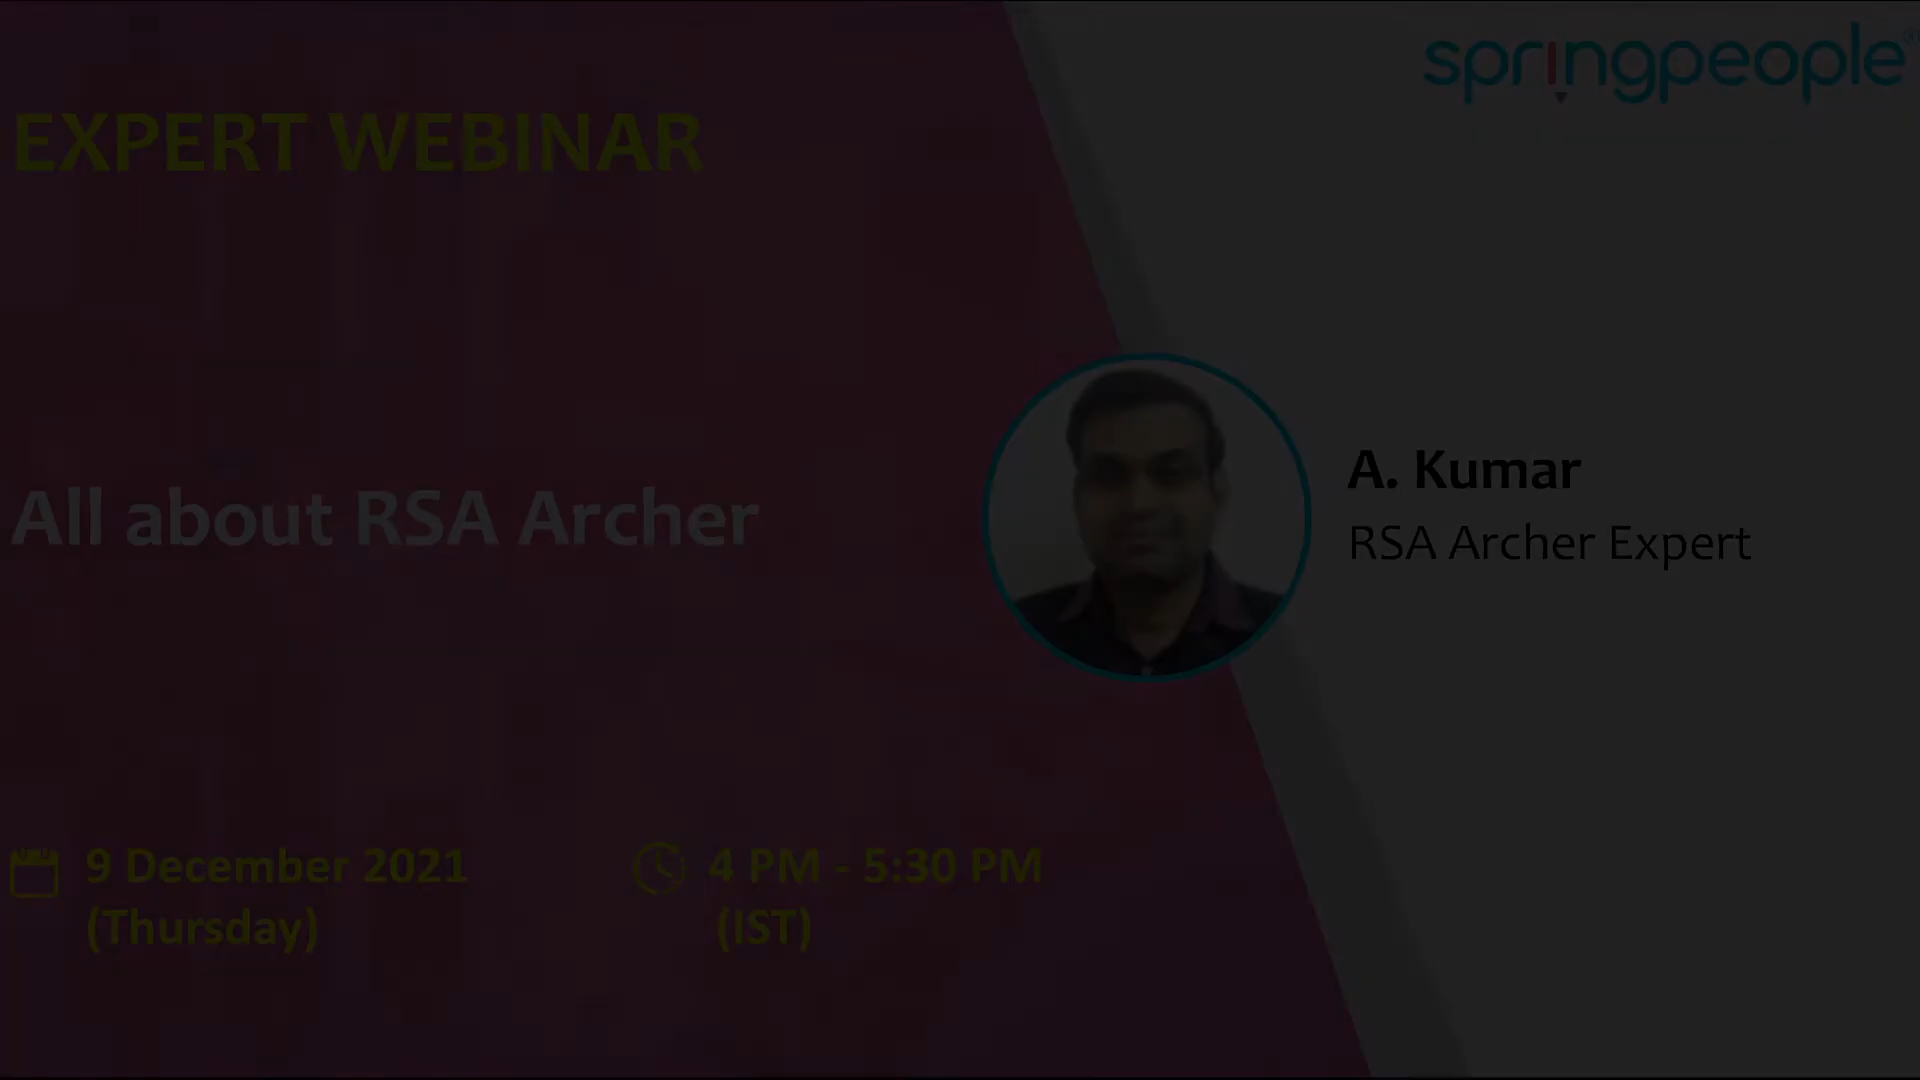 springpeople®
EXPERT WEBINAR
All about RSA Archer
A. Kumar
RSA Archer Expert
9 December 2021
(Thursday)
4 PM - 5:30 PM
(IST)